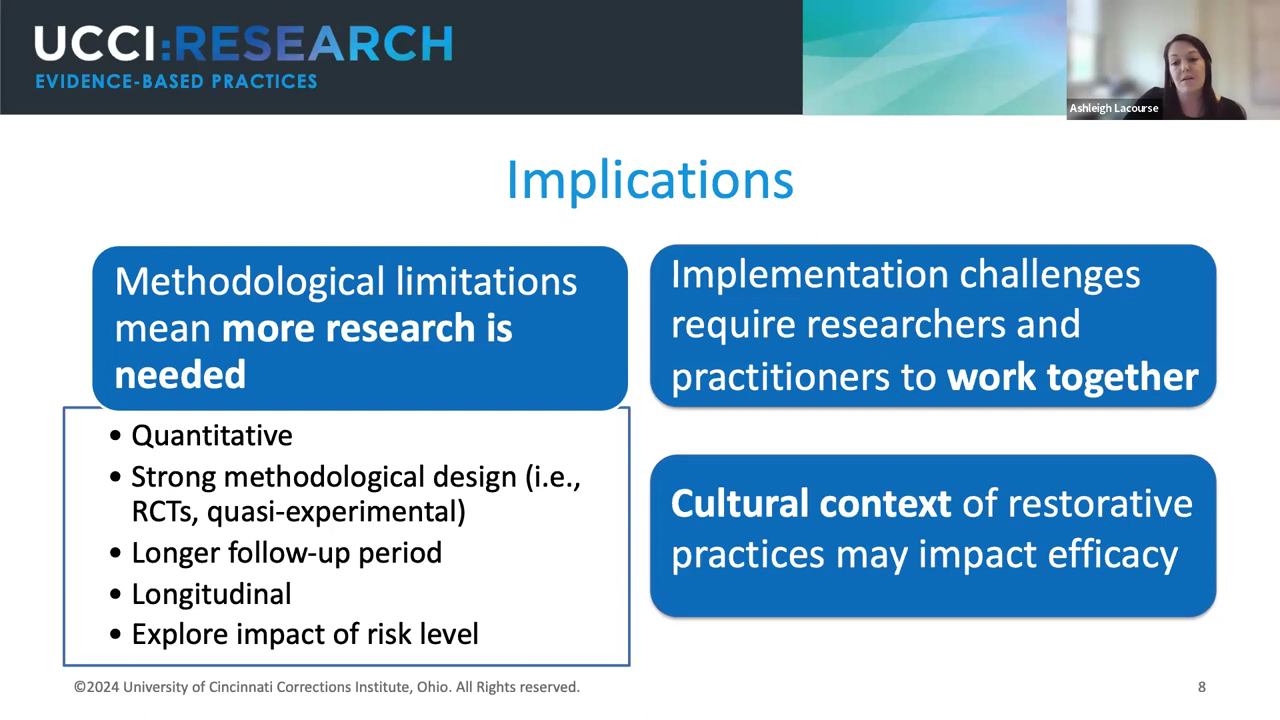 UCCI:RESEARCH
EVIDENCE-BASED PRACTICES
Ashleigh Lacourse
Implications
Methodological limitations
mean more research is
needed
• Quantitative
• Strong methodological design (i.e.,
RCTs, quasi-experimental)
• Longer follow-up period
• Longitudinal
• Explore impact of risk level
Implementation challenges
require researchers and
practitioners to work together
Cultural context of restorative
practices may impact efficacy
©2024 University of Cincinnati Corrections Institute, Ohio. All Rights reserved.
8